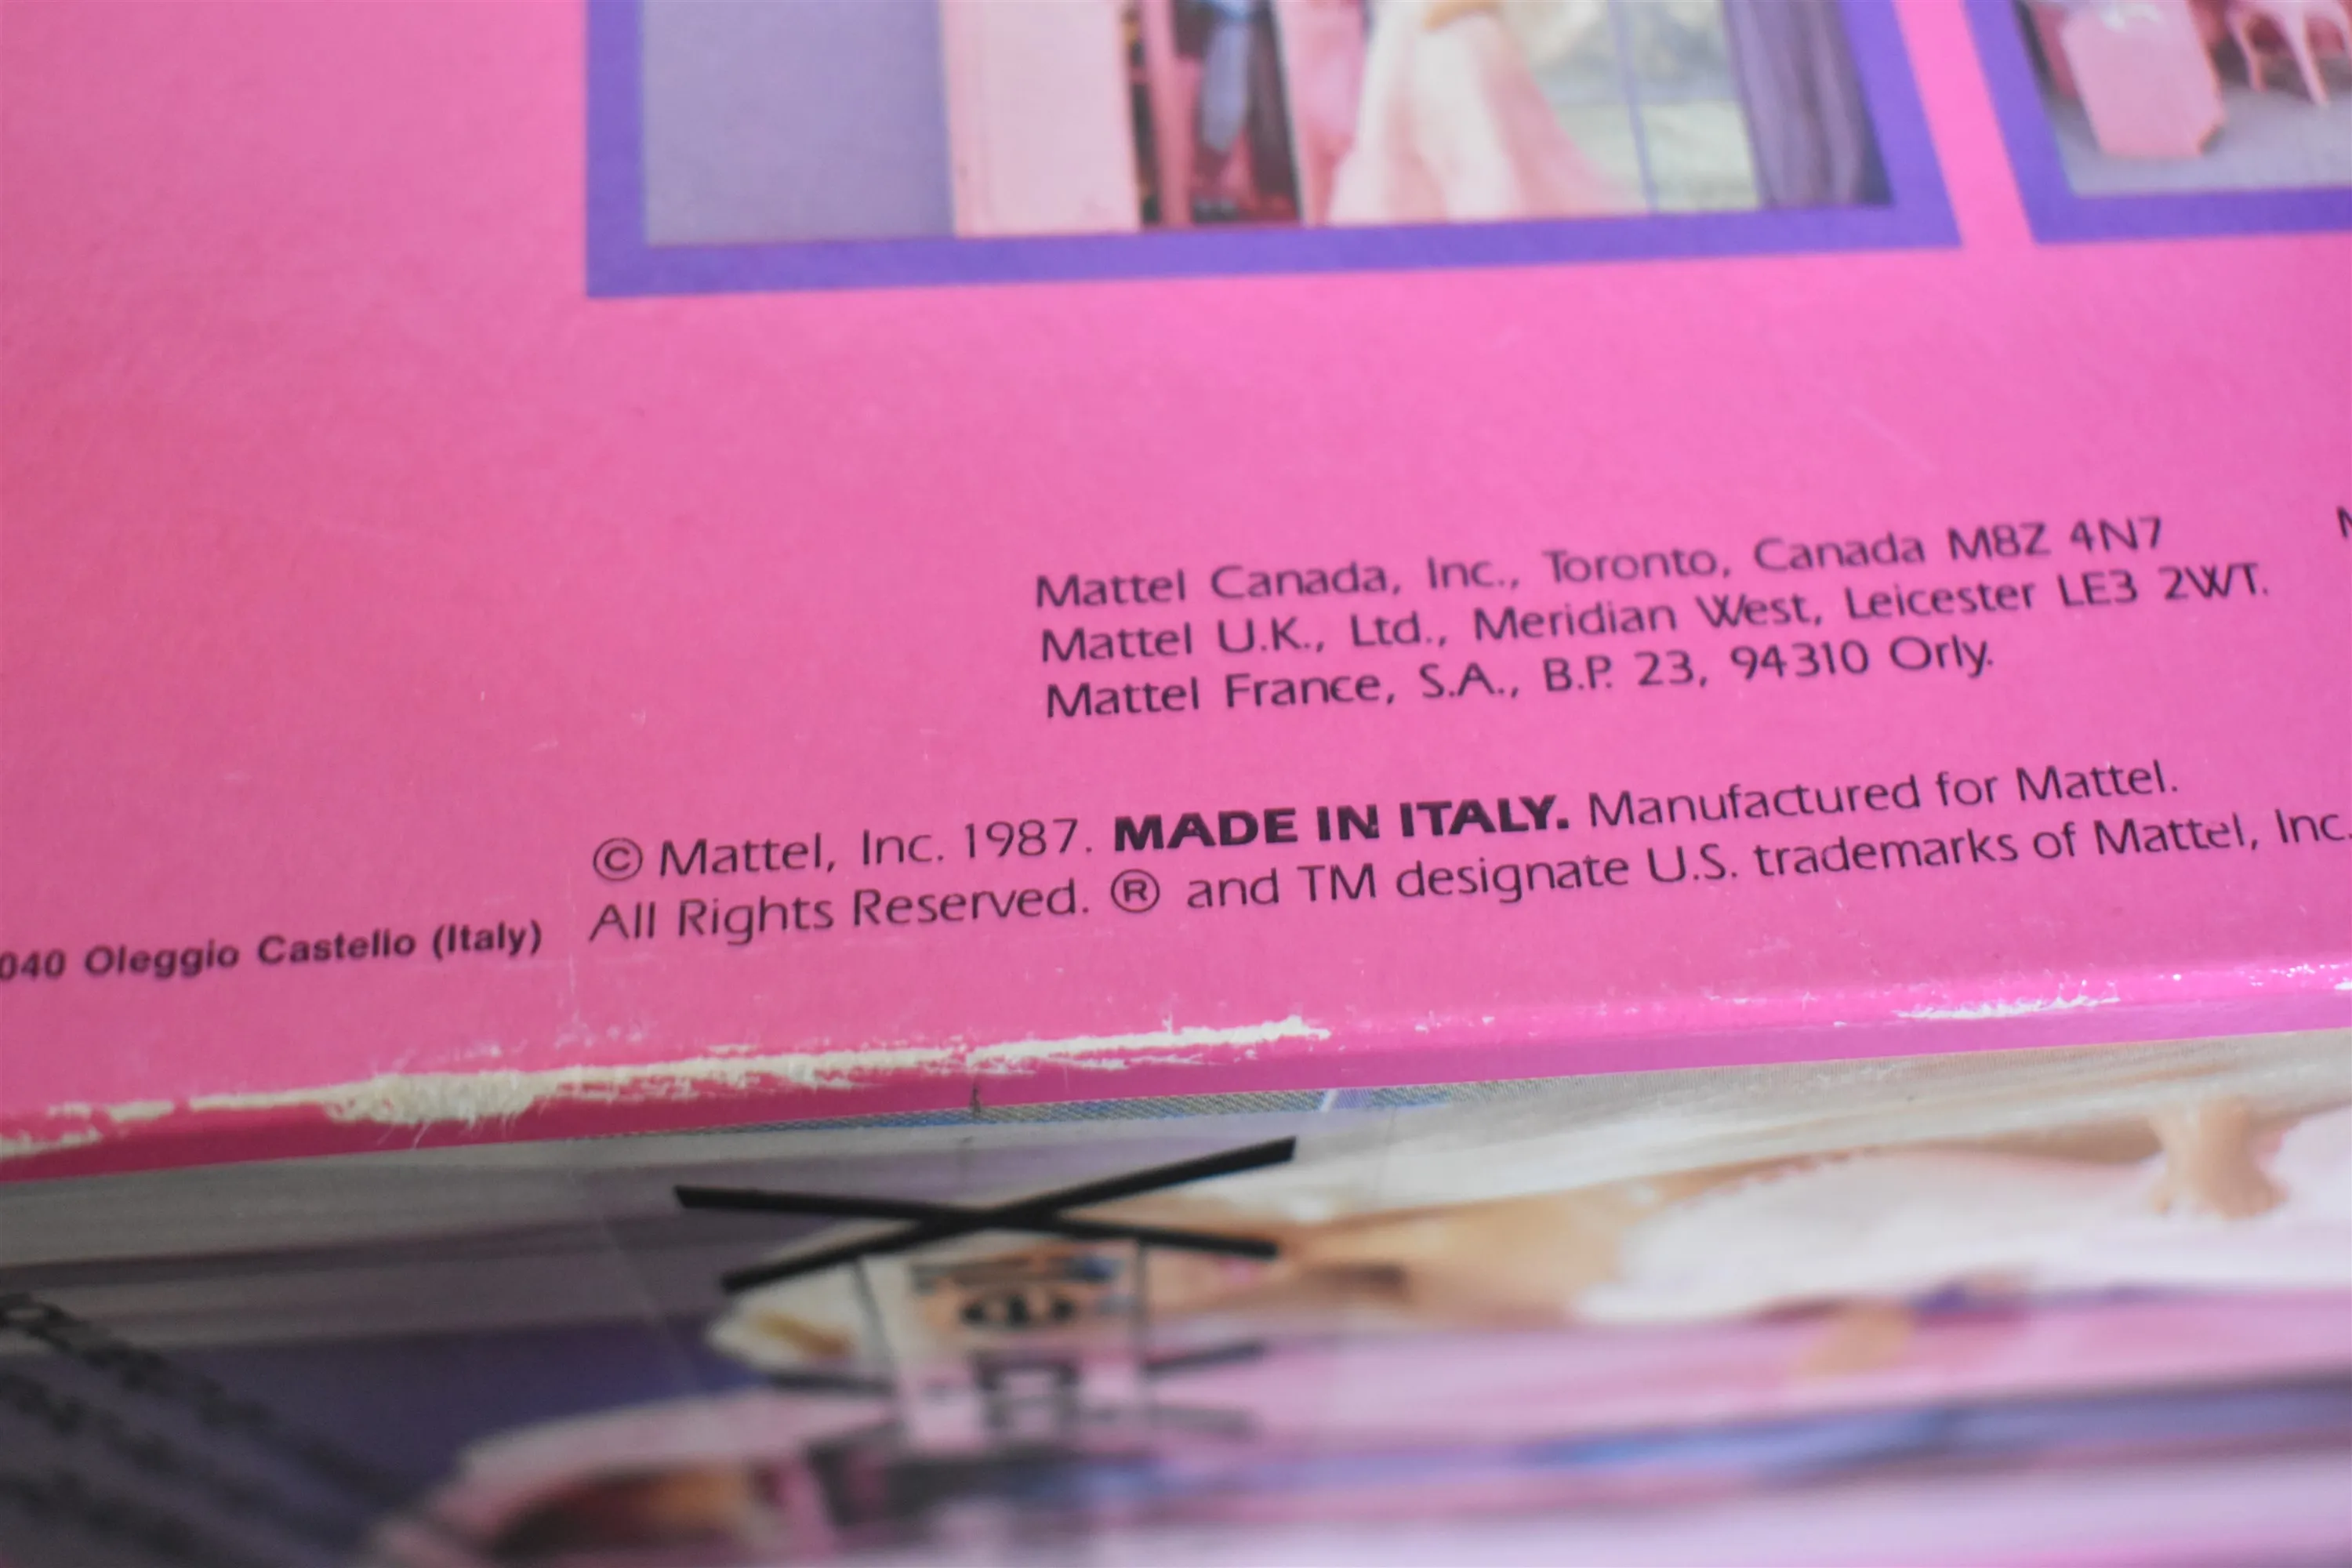 Mattel Canada, Inc., Toronto, Canada M8Z 4N7
Mattel U.K., Ltd., Meridian West, Leicester LE3 2WT.
Mattel France, S.A., B.P. 23, 94310 Orly.
© Mattel, Inc. 1987. MADE IN ITALY. Manufactured for Mattel.
All Rights Reserved. ® and TM designate U.S. trademarks of Mattel, Inc.
040 Oleggio Castello (Italy)